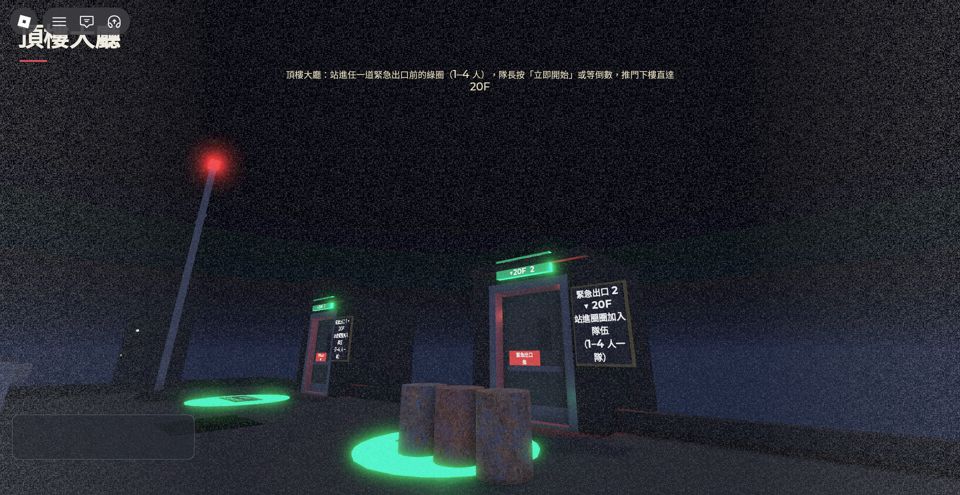 頂樓大廳
頂樓大廳：站進任一道緊急出口前的綠圈（1–4 人），隊長按「立即開始」或等倒數，推門下樓直達
20F
20F 2
緊急出口 2
▼ 20F
站進圈圈加入
隊伍
（1–4 人一
隊）
緊急出口
20F